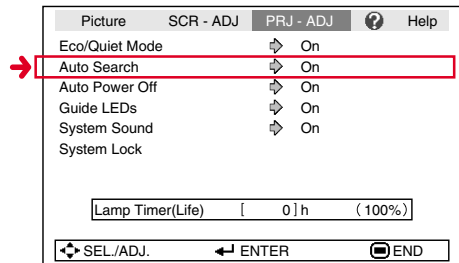 Picture SCR - ADJ PRJ - ADJ ? Help
Eco/Quiet Mode On
Auto Search On
Auto Power Off On
Guide LEDs On
System Sound On
System Lock
Lamp Timer(Life) [ 0 ] h (100%)
SEL./ADJ. ENTER END